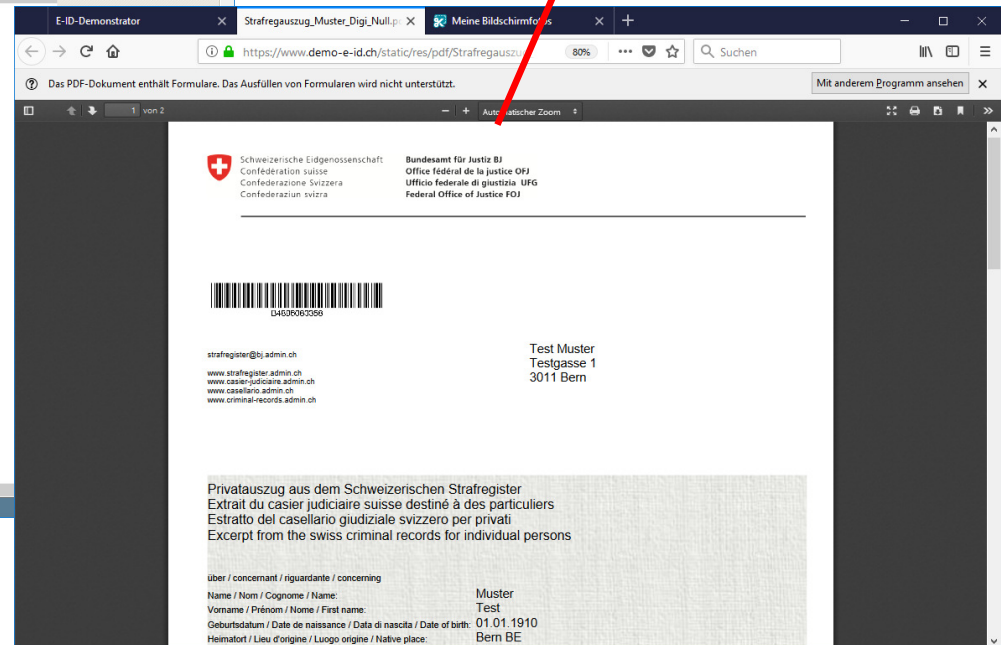 E-ID-Demonstrator
Strafregauszug_Muster_Digi_Null.p
Meine Bildschirmfotos
https://www.demo-e-id.ch/static/res/pdf/Strafregauszu
80%
Suchen
Das PDF-Dokument enthält Formulare. Das Ausfüllen von Formularen wird nicht unterstützt.
Mit anderem Programm ansehen
1 von 2
Automatischer Zoom
Schweizerische Eidgenossenschaft
Confédération suisse
Confederazione Svizzera
Confederaziun svizra
Bundesamt für Justiz BJ
Office fédéral de la justice OFJ
Ufficio federale di giustizia UFG
Federal Office of Justice FOJ
strafregister@bj.admin.ch
www.strafregister.admin.ch
www.casier-judiciaire.admin.ch
www.casellario.admin.ch
www.criminal-records.admin.ch
Test Muster
Testgasse 1
3011 Bern
Privatauszug aus dem Schweizerischen Strafregister
Extrait du casier judiciaire suisse destiné à des particuliers
Estratto del casellario giudiziale svizzero per privati
Excerpt from the swiss criminal records for individual persons
über / concernant / riguardante / concerning
Name / Nom / Cognome / Name: Muster
Vorname / Prénom / Nome / First name: Test
Geburtsdatum / Date de naissance / Data di nascita / Date of birth: 01.01.1910
Heimatort / Lieu d'origine / Luogo origine / Native place: Bern BE